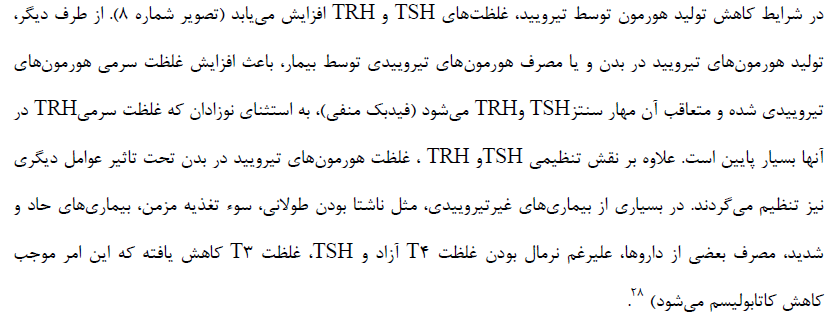 در شرایط کاهش تولید هورمون توسط تیرویید، غلظت‌های TSH و TRH افزایش می‌یابد (تصویر شماره ۸). از طرف دیگر،
تولید هورمون‌های تیرویید در بدن و یا مصرف هورمون‌های تیروییدی توسط بیمار، باعث افزایش غلظت سرمی هورمون‌های
تیروییدی شده و متعاقب آن مهار سنتزTSH وTRH می‌شود (فیدبک منفی)، به استثنای نوزادان که غلظت سرمیTRH در
آنها بسیار پایین است. علاوه بر نقش تنظیمی TSHو TRH ، غلظت هورمون‌های تیرویید در بدن تحت تاثیر عوامل دیگری
نیز تنظیم می‌گردند. در بسیاری از بیماری‌های غیرتیروییدی، مثل ناشتا بودن طولانی، سوء تغذیه مزمن، بیماری‌های حاد و
شدید، مصرف بعضی از داروها، علیرغم نرمال بودن غلظت T۴ آزاد و TSH، غلظت T۳ کاهش یافته که این امر موجب
کاهش کاتابولیسم می‌شود) ۲۸.